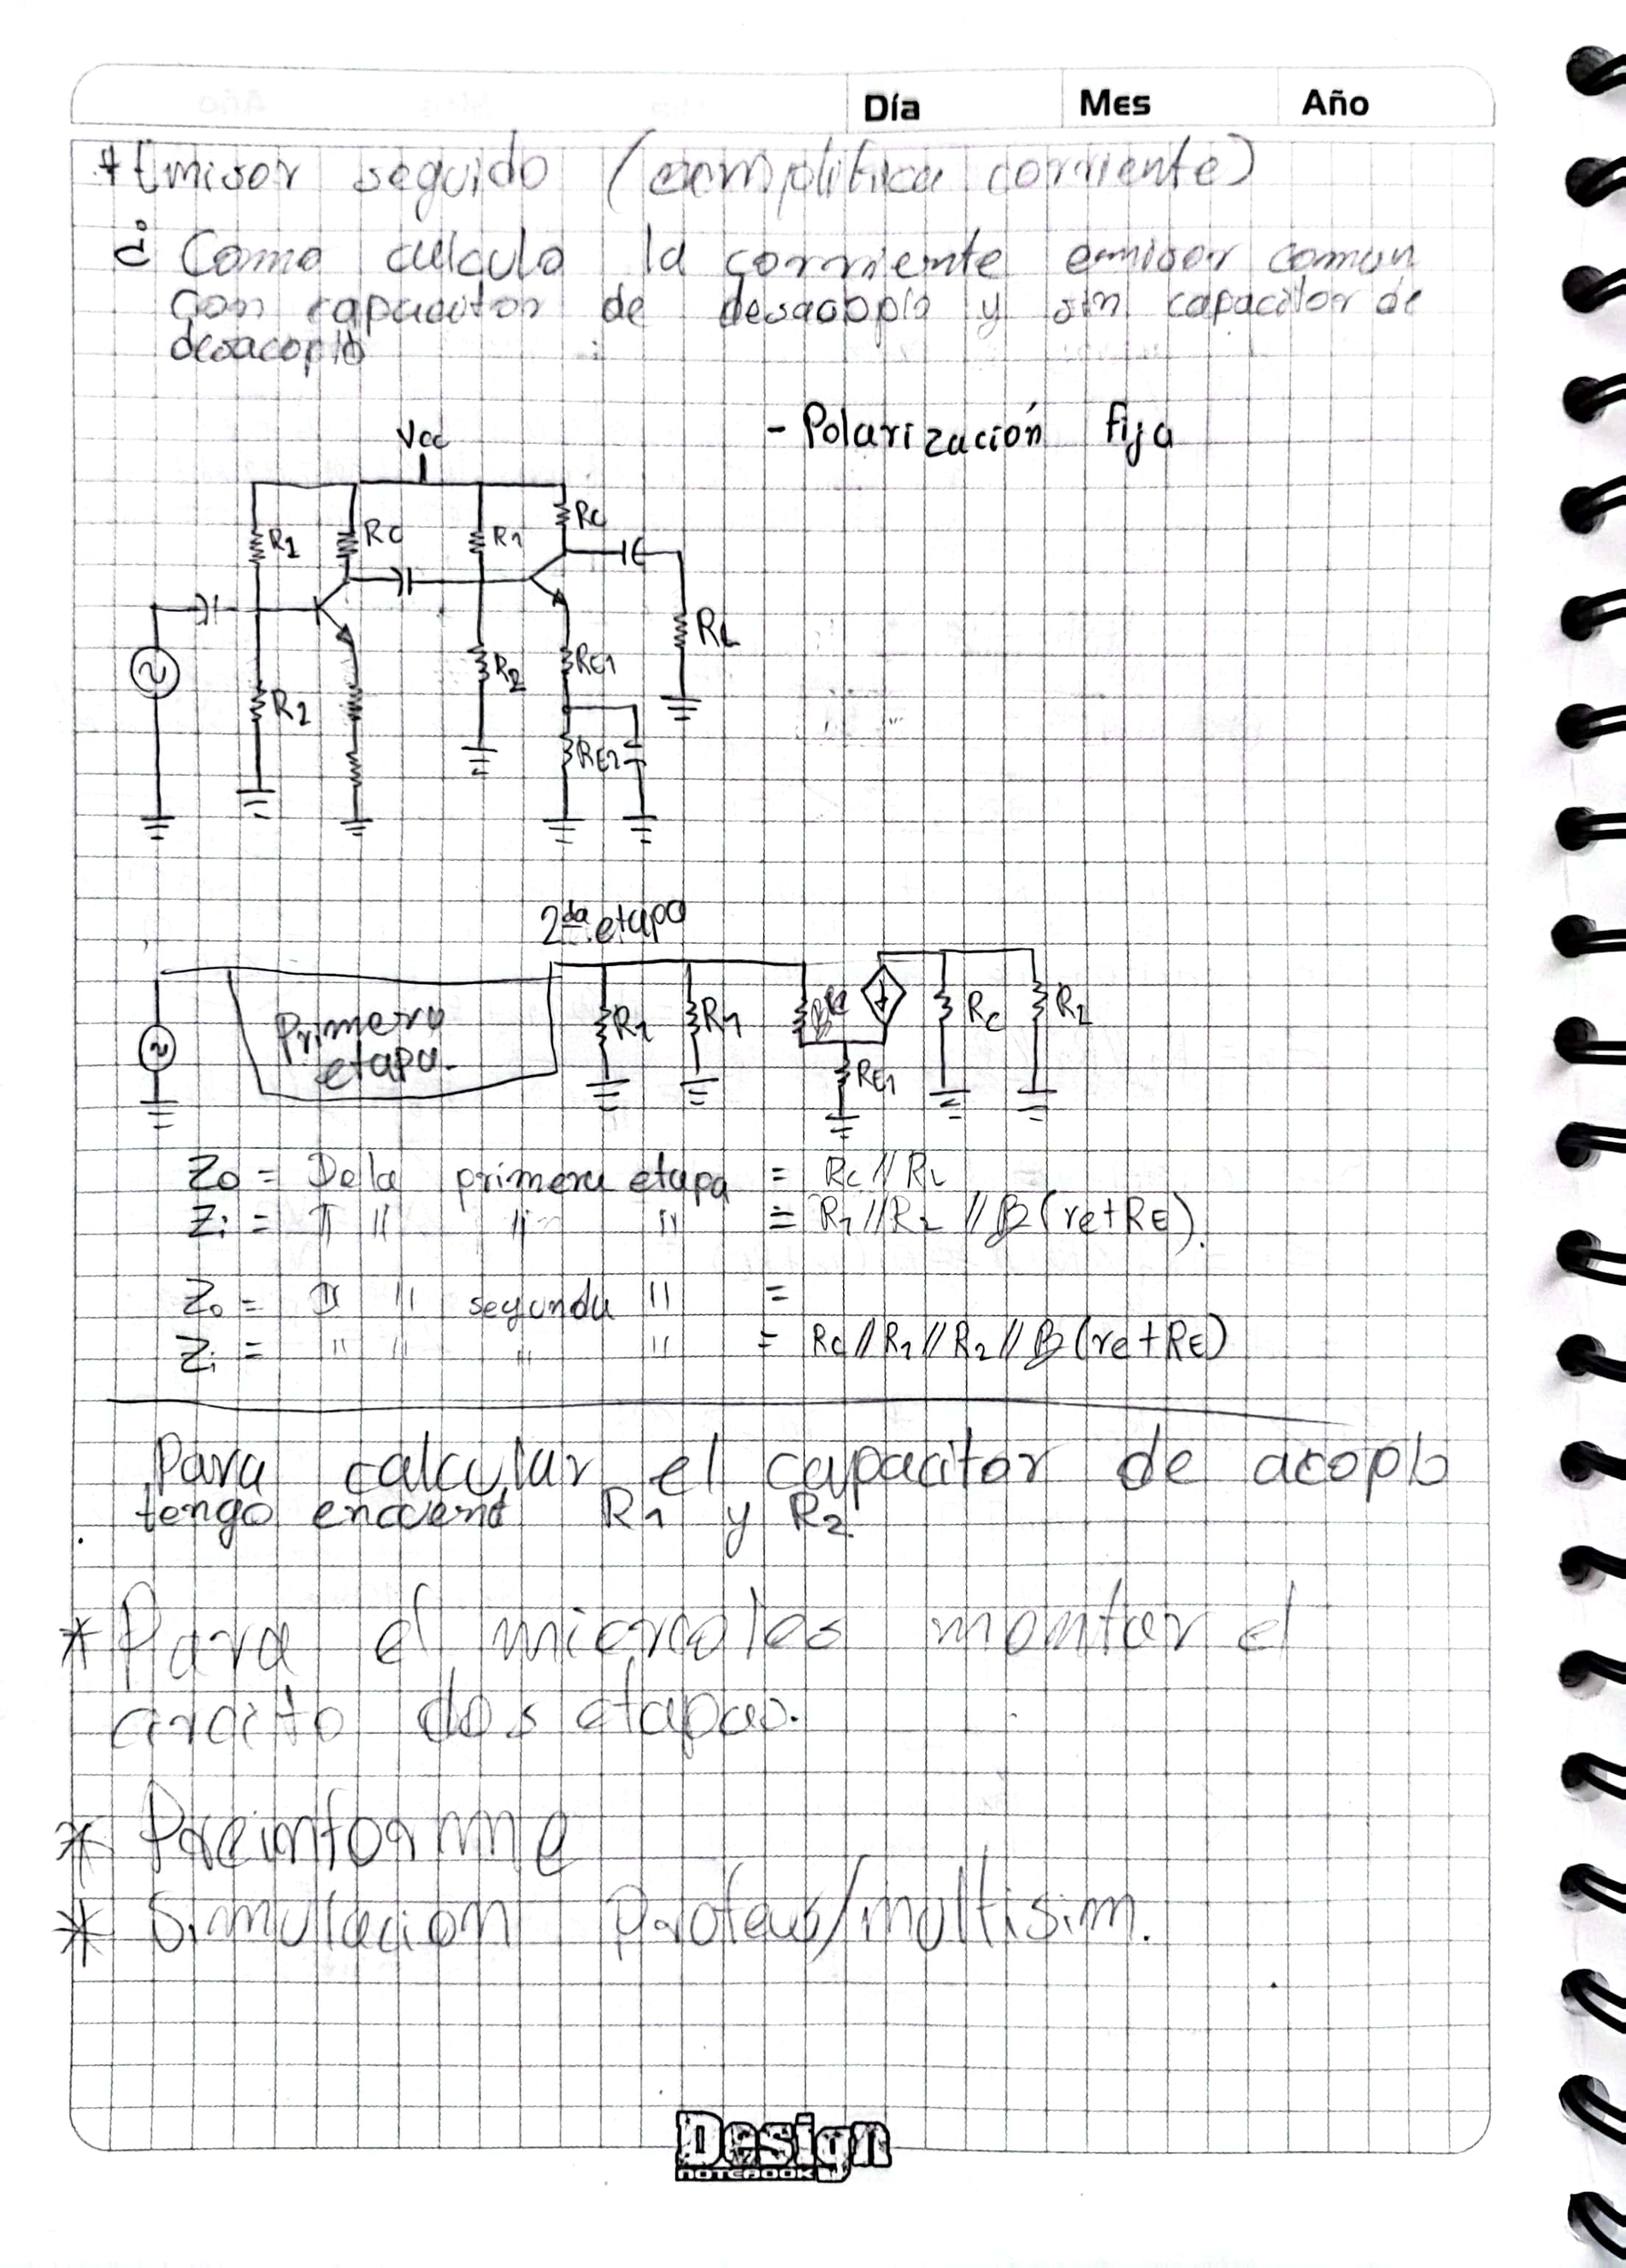 Día Mes Año
* Emisor seguido (amplifica corriente)
¿ Como calculo la corriente emisor comun
con capacitor de desacoplo y sin capacitor de
desacoplo
- Polarización fija
Vcc
R1 RC R1 RC
RL
R2 R2 RC1
RE2
2da etapa
Primera
etapa.
R1 R1 RC RL
RE1
Zo = De la primera etapa = Rc // RL
Zi = " " " " = R1 // R2 // B(re+RE).
Zo = " " segunda " =
Zi = " " " " = Rc // R1 // R2 // B(re+RE)
Para calcular el capacitor de acoplo
tengo encuent R1 y R2
* Para el miercoles montar el
circito dos etapas.
* Preinforme
* Simulacion Proteus/multisim.
Design
NOTEBOOK